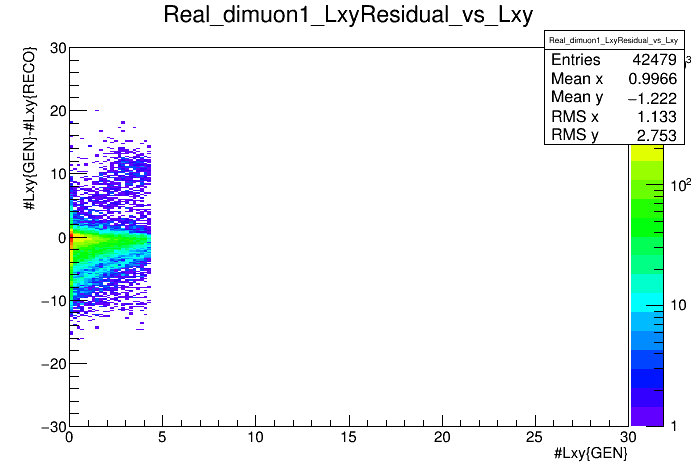 Real_dimuon1_LxyResidual_vs_Lxy
Real_dimuon1_LxyResidual_vs_Lxy
Entries 42479
Mean x 0.9966
Mean y −1.222
RMS x 1.133
RMS y 2.753
#Lxy{GEN}-#Lxy{RECO}
30
20
10
0
−10
−20
−30
0 5 10 15 20 25 30
#Lxy{GEN}
3
10²
10
1